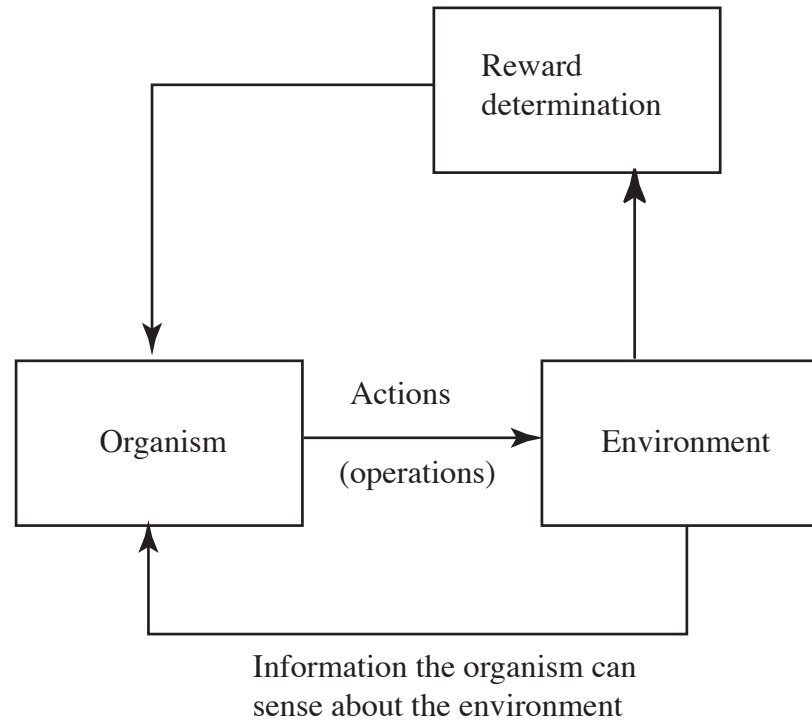 Reward
determination
Actions
Organism
Environment
(operations)
Information the organism can
sense about the environment